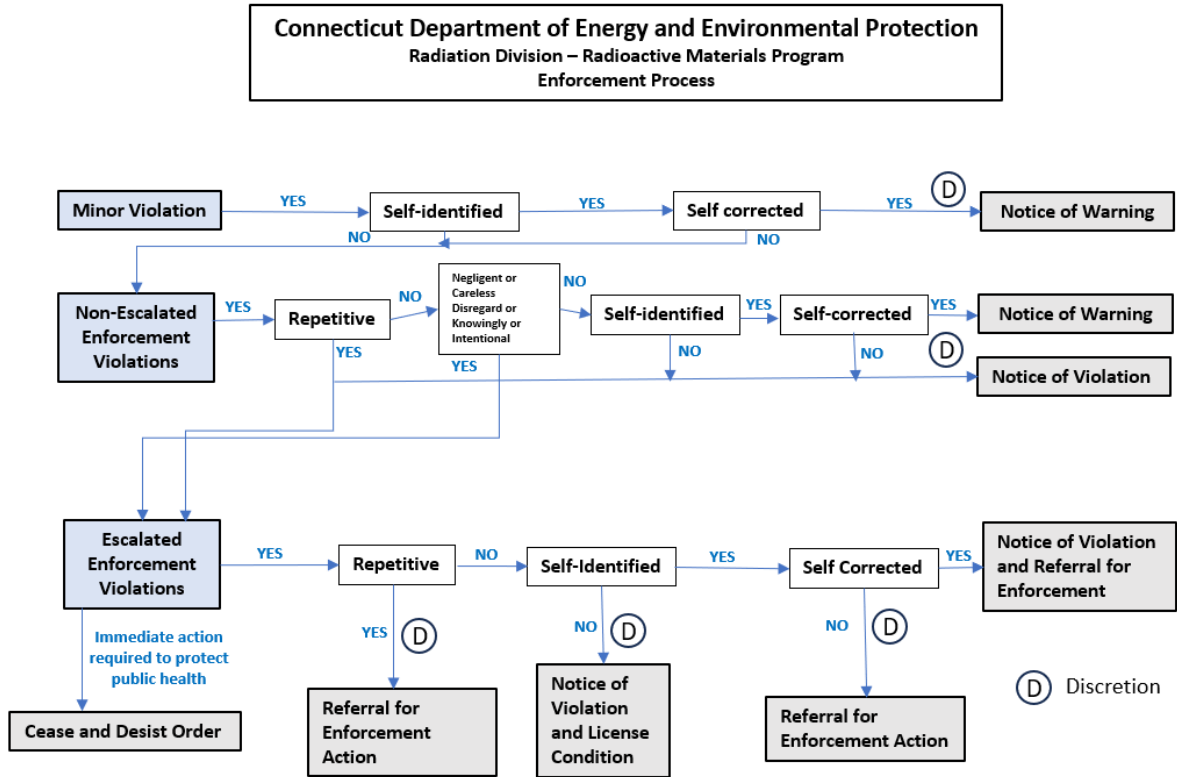 Connecticut Department of Energy and Environmental Protection
Radiation Division – Radioactive Materials Program
Enforcement Process
Minor Violation
YES
Self-identified
YES
Self corrected
YES
D
Notice of Warning
NO
NO
Non-Escalated
Enforcement
Violations
YES
Repetitive
NO
Negligent or
Careless
Disregard or
Knowingly or
Intentional
NO
Self-identified
YES
Self-corrected
YES
Notice of Warning
YES
YES
NO
NO
D
Notice of Violation
Escalated
Enforcement
Violations
YES
Repetitive
NO
Self-Identified
YES
Self Corrected
YES
Notice of Violation
and Referral for
Enforcement
Immediate action
required to protect
public health
YES
D
NO
D
NO
D
Cease and Desist Order
Referral for
Enforcement
Action
Notice of
Violation
and License
Condition
Referral for
Enforcement Action
D Discretion